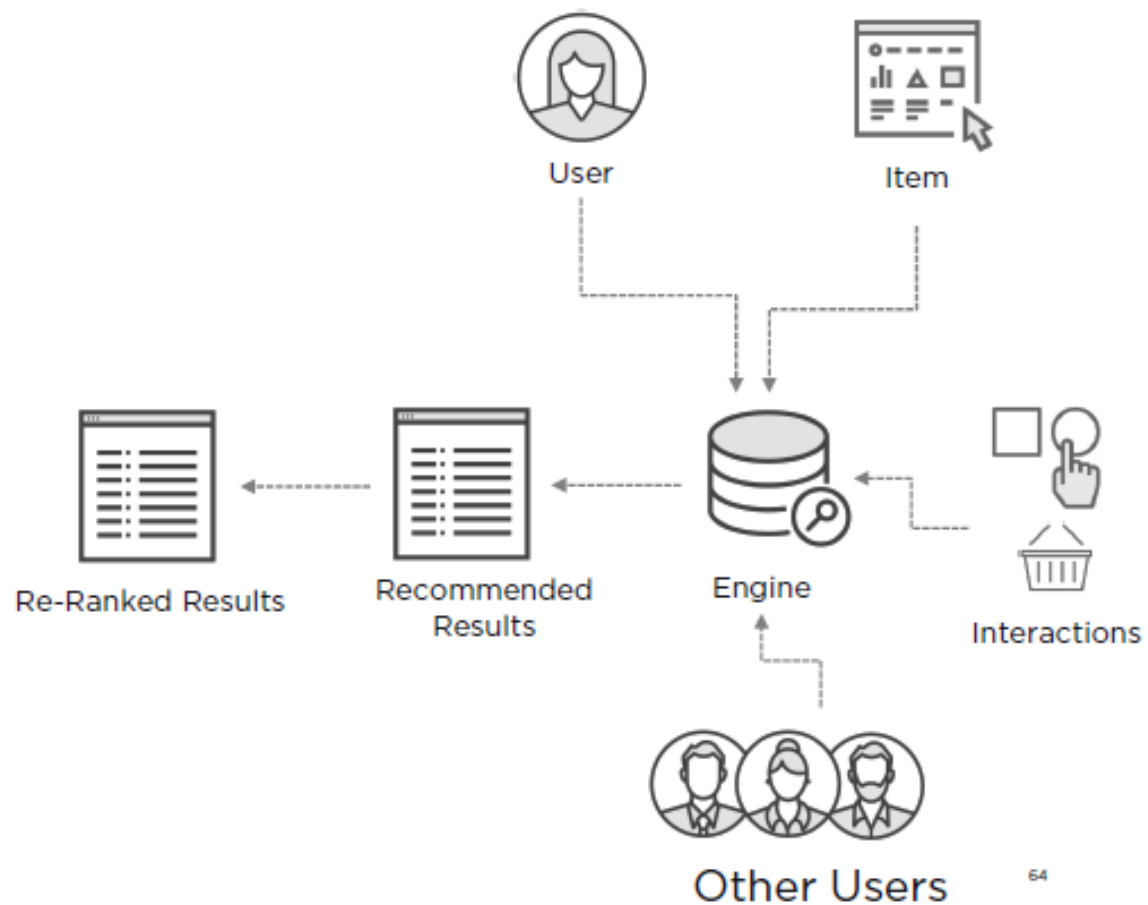 User
Item
Re-Ranked Results
Recommended
Results
Engine
Interactions
Other Users
64